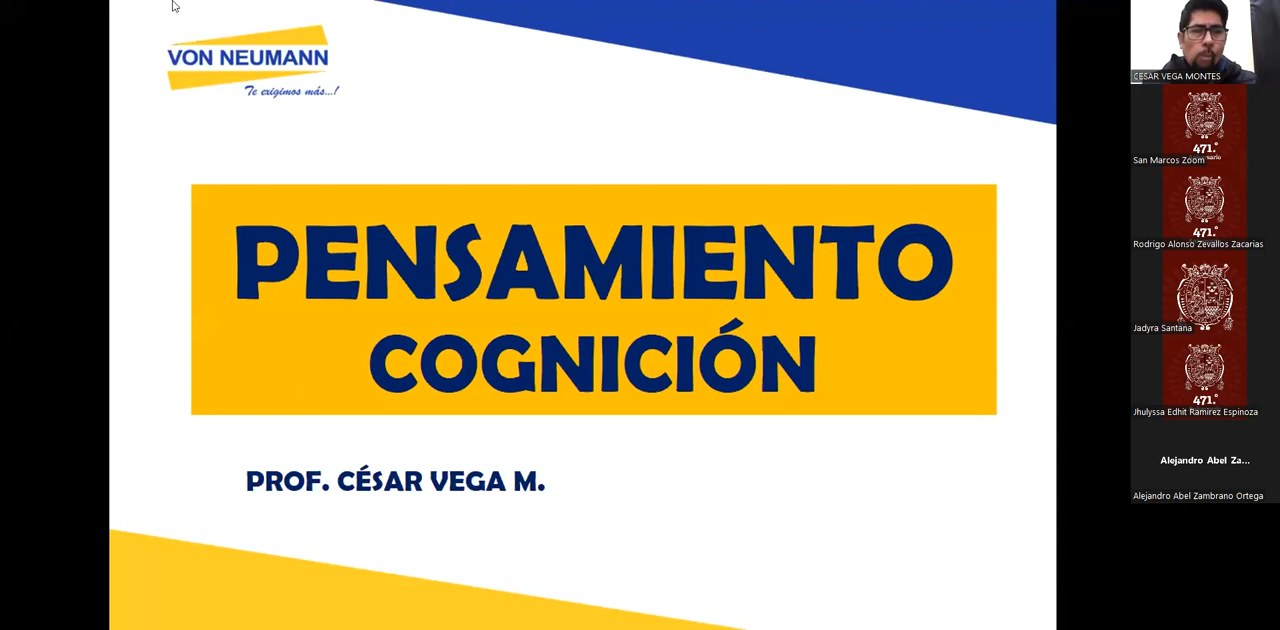 VON NEUMANN
Te exigimos más...!
PENSAMIENTO
COGNICIÓN
PROF. CÉSAR VEGA M.
CESAR VEGA MONTES
471.°
San Marcos Zoom
471.°
Rodrigo Alonso Zevallos Zacarias
Jadyra Santana
471.°
Jhulyssa Edhit Ramirez Espinoza
Alejandro Abel Za...
Alejandro Abel Zambrano Ortega